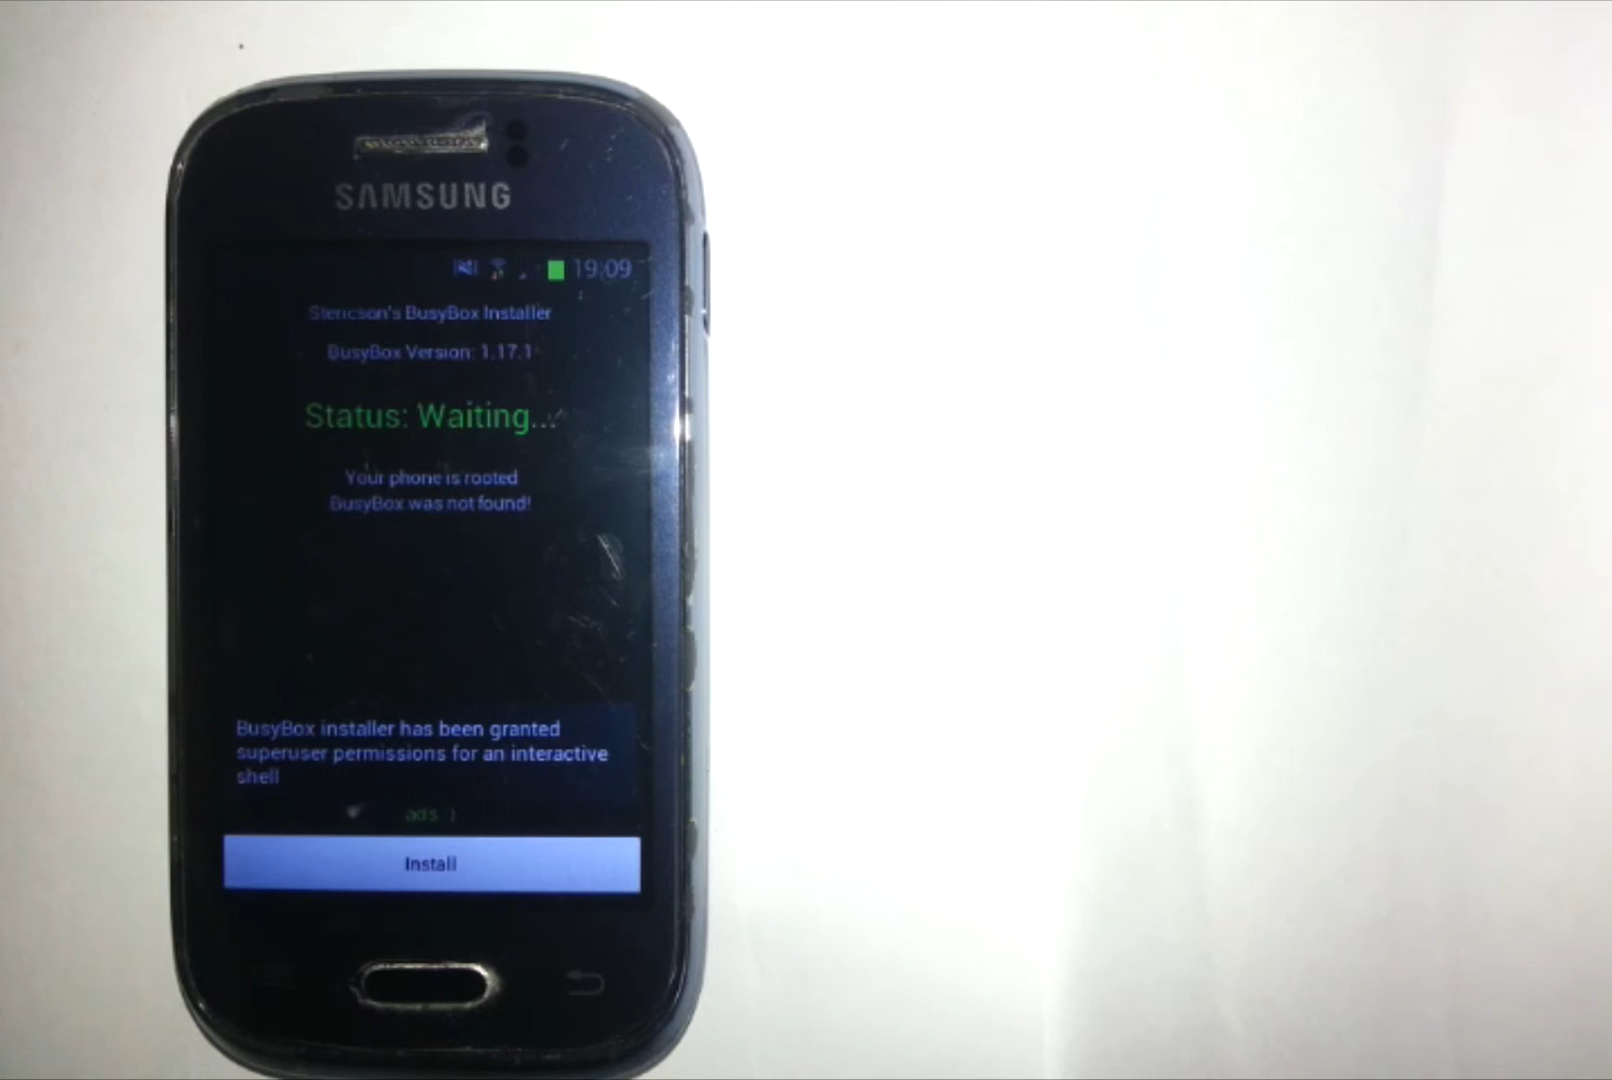 SAMSUNG
19:09
Stericson's BusyBox Installer
BusyBox Version: 1.17.1
Status: Waiting...
Your phone is rooted
BusyBox was not found!
BusyBox installer has been granted
superuser permissions for an interactive
shell
ads :)
Install